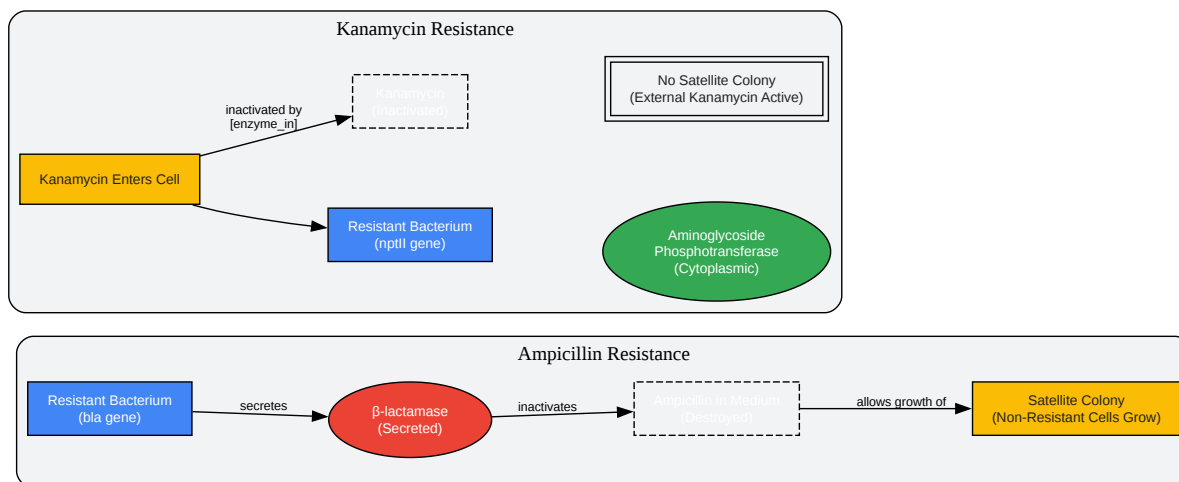 Kanamycin Resistance
Kanamycin
(Inactivated)
No Satellite Colony
(External Kanamycin Active)
inactivated by
[enzyme_in]
Kanamycin Enters Cell
Resistant Bacterium
(nptII gene)
Aminoglycoside
Phosphotransferase
(Cytoplasmic)
Ampicillin Resistance
Resistant Bacterium
(bla gene)
secretes
β-lactamase
(Secreted)
inactivates
Ampicillin in Medium
(Destroyed)
allows growth of
Satellite Colony
(Non-Resistant Cells Grow)